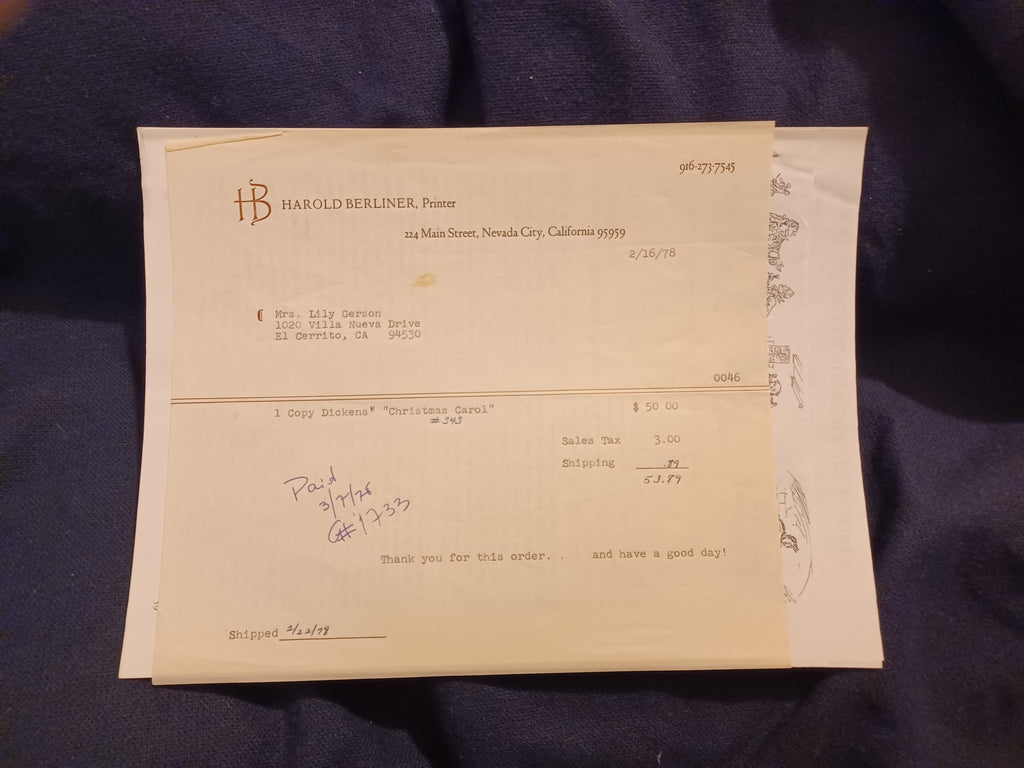 916-273-7545
HB HAROLD BERLINER, Printer
224 Main Street, Nevada City, California 95959
2/16/78
Mrs. Lily Gerson
1020 Villa Nueva Drive
El Cerrito, CA 94530
0046
1 Copy Dickens' "Christmas Carol" $ 50.00
#343
Sales Tax 3.00
Shipping .89
53.89
Paid
3/7/78
#1733
Thank you for this order. . and have a good day!
Shipped 2/22/78